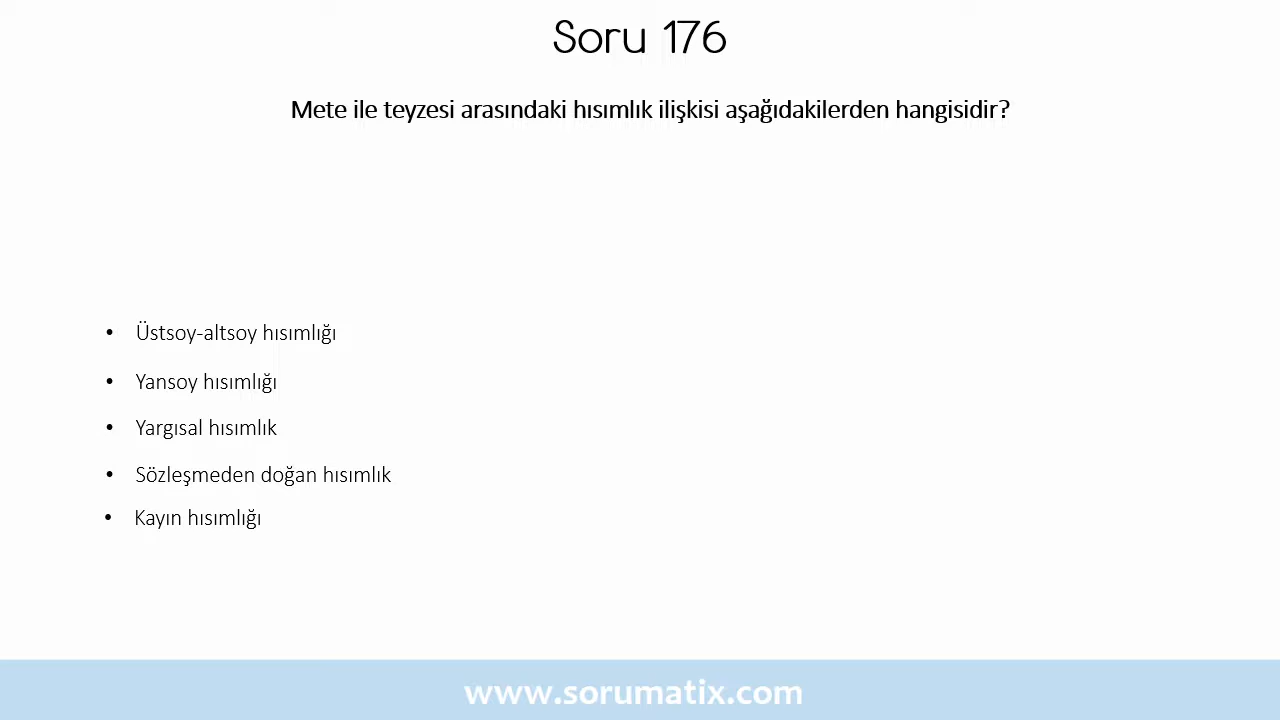 Soru 176
Mete ile teyzesi arasındaki hısımlık ilişkisi aşağıdakilerden hangisidir?
• Üstsoy-altsoy hısımlığı
• Yansoy hısımlığı
• Yargısal hısımlık
• Sözleşmeden doğan hısımlık
• Kayın hısımlığı
www.sorumatix.com